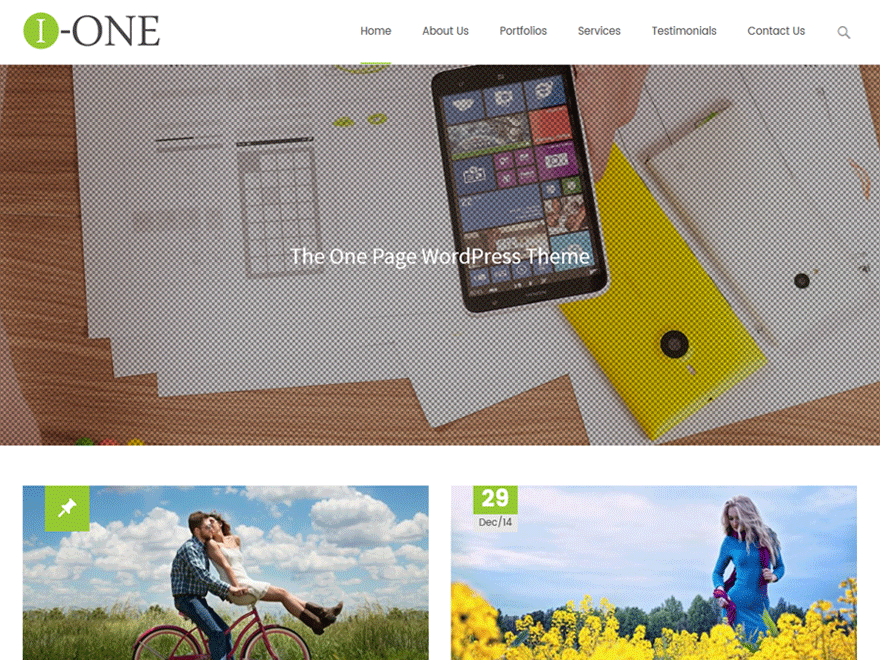 I-ONE
Home About Us Portfolios Services Testimonials Contact Us
The One Page WordPress Theme
29
Dec/14